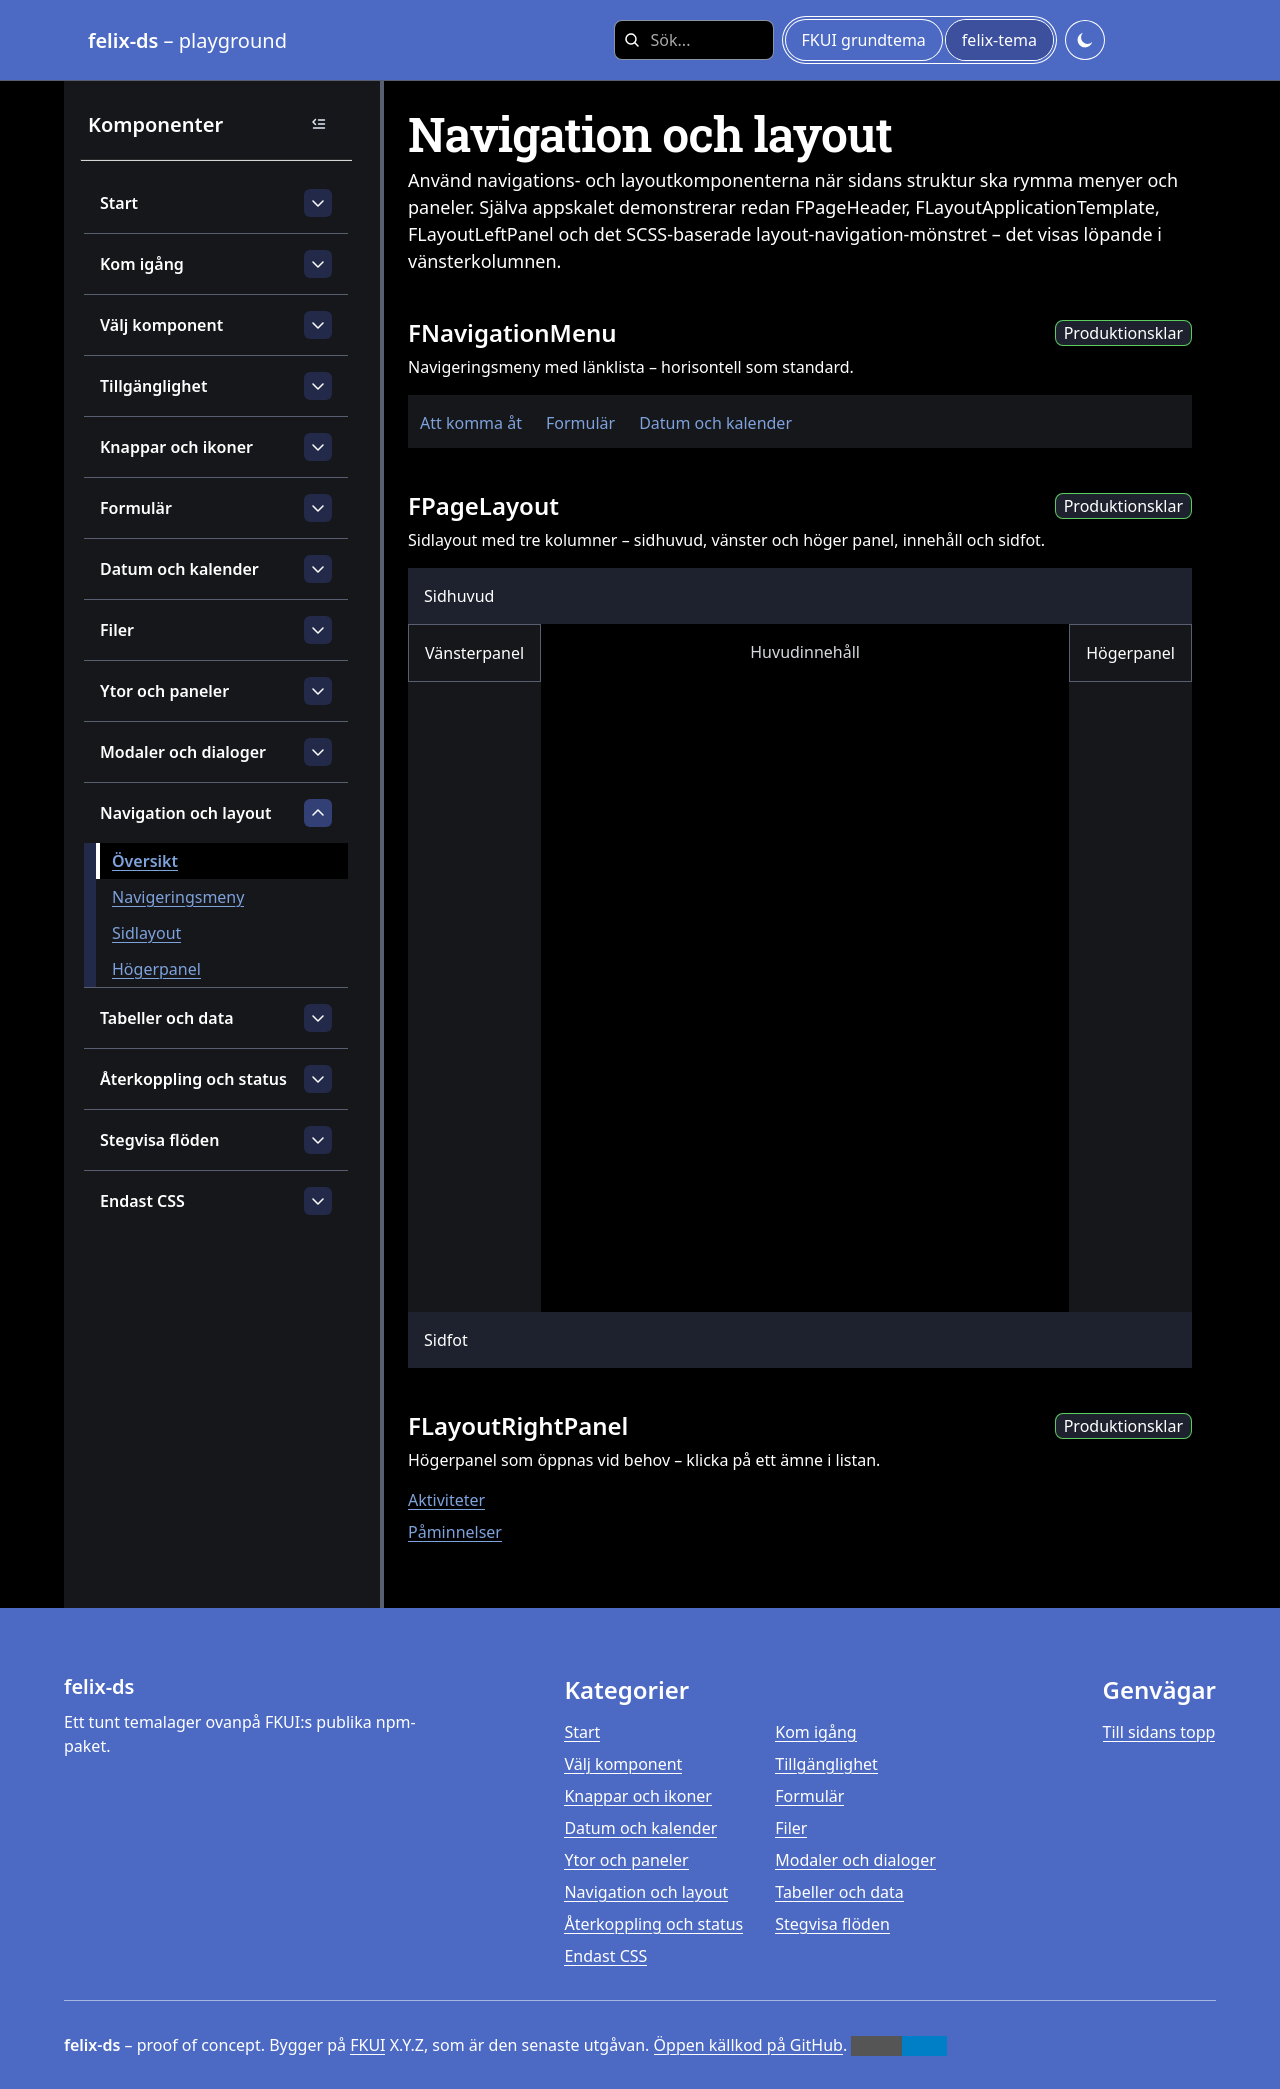 felix-ds – playground
Sök...
FKUI grundtema
felix-tema
Komponenter
Start
Kom igång
Välj komponent
Tillgänglighet
Knappar och ikoner
Formulär
Datum och kalender
Filer
Ytor och paneler
Modaler och dialoger
Navigation och layout
Översikt
Navigeringsmeny
Sidlayout
Högerpanel
Tabeller och data
Återkoppling och status
Stegvisa flöden
Endast CSS
Navigation och layout
Använd navigations- och layoutkomponenterna när sidans struktur ska rymma menyer och
paneler. Själva appskalet demonstrerar redan FPageHeader, FLayoutApplicationTemplate,
FLayoutLeftPanel och det SCSS-baserade layout-navigation-mönstret – det visas löpande i
vänsterkolumnen.
FNavigationMenu
Produktionsklar
Navigeringsmeny med länklista – horisontell som standard.
Att komma åt
Formulär
Datum och kalender
FPageLayout
Produktionsklar
Sidlayout med tre kolumner – sidhuvud, vänster och höger panel, innehåll och sidfot.
Sidhuvud
Vänsterpanel
Huvudinnehåll
Högerpanel
Sidfot
FLayoutRightPanel
Produktionsklar
Högerpanel som öppnas vid behov – klicka på ett ämne i listan.
Aktiviteter
Påminnelser
felix-ds
Ett tunt temalager ovanpå FKUI:s publika npm-
paket.
Kategorier
Start
Kom igång
Välj komponent
Tillgänglighet
Knappar och ikoner
Formulär
Datum och kalender
Filer
Ytor och paneler
Modaler och dialoger
Navigation och layout
Tabeller och data
Återkoppling och status
Stegvisa flöden
Endast CSS
Genvägar
Till sidans topp
felix-ds – proof of concept. Bygger på FKUI X.Y.Z, som är den senaste utgåvan. Öppen källkod på GitHub.